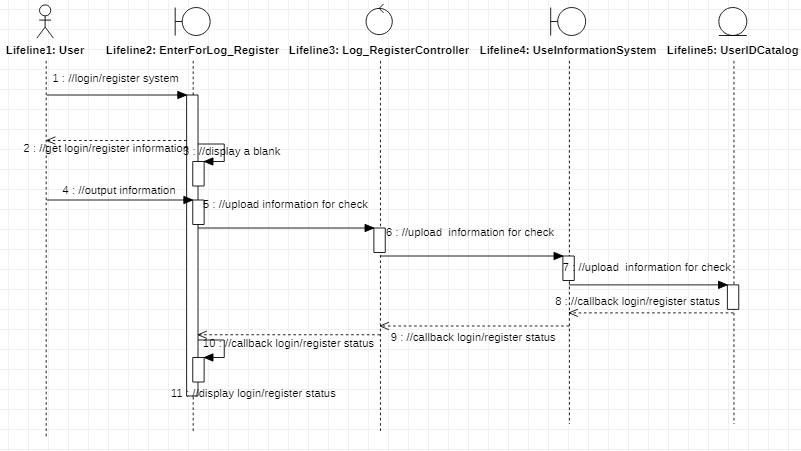 Lifeline1: User
Lifeline2: EnterForLog_Register
Lifeline3: Log_RegisterController
Lifeline4: UseInformationSystem
Lifeline5: UserIDCatalog
1 : //login/register system
2 : //get login/register information
3 : //display a blank
4 : //output information
5 : //upload information for check
6 : //upload  information for check
7 : //upload  information for check
8 : //callback login/register status
9 : //callback login/register status
10 : //callback login/register status
11 : //display login/register status